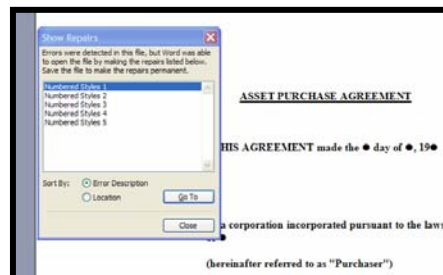 Show Repairs
Errors were detected in this file, but Word was able
to open the file by making the repairs listed below.
Save the file to make the repairs permanent.
Numbered Styles 1
Numbered Styles 2
Numbered Styles 3
Numbered Styles 4
Numbered Styles 5
Sort By: Error Description
Location
Go To
Close
ASSET PURCHASE AGREEMENT
HIS AGREEMENT made the ● day of ●, 19●
a corporation incorporated pursuant to the laws
●
(hereinafter referred to as "Purchaser")